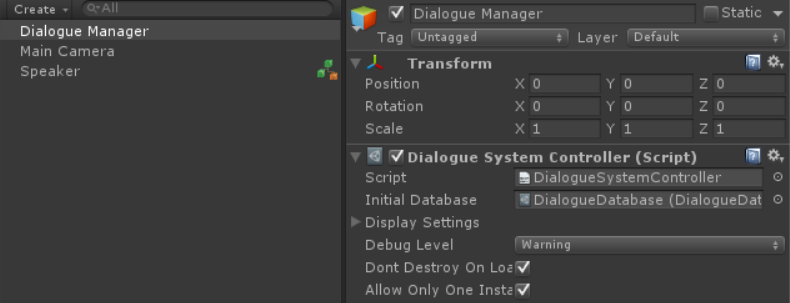 Create All
Dialogue Manager
Main Camera
Speaker
Dialogue Manager Static
Tag Untagged Layer Default
Transform
Position X 0 Y 0 Z 0
Rotation X 0 Y 0 Z 0
Scale X 1 Y 1 Z 1
Dialogue System Controller (Script)
Script DialogueSystemController
Initial Database DialogueDatabase (DialogueDat
Display Settings
Debug Level Warning
Dont Destroy On Loa
Allow Only One Insta